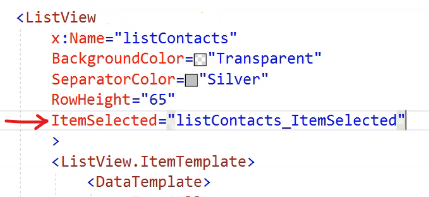 <ListView
x:Name="listContacts"
BackgroundColor="Transparent"
SeparatorColor="Silver"
RowHeight="65"
ItemSelected="listContacts_ItemSelected"
>
<ListView.ItemTemplate>
<DataTemplate>